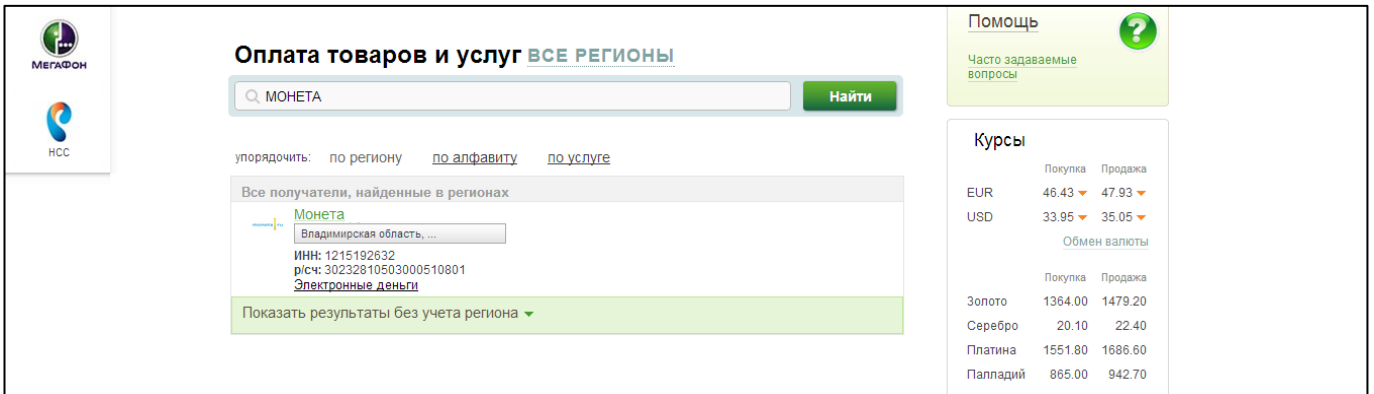 МЕГАФОН
НСС
Оплата товаров и услуг ВСЕ РЕГИОНЫ
МОНЕТА
Найти
упорядочить: по региону по алфавиту по услуге
Все получатели, найденные в регионах
Монета
Владимирская область, ...
ИНН: 1215192632
р/сч: 30232810503000510801
Электронные деньги
Показать результаты без учета региона
Помощь
?
Часто задаваемые
вопросы
Курсы
Покупка Продажа
EUR 46.43 47.93
USD 33.95 35.05
Обмен валюты
Покупка Продажа
Золото 1364.00 1479.20
Серебро 20.10 22.40
Платина 1551.80 1686.60
Палладий 865.00 942.70